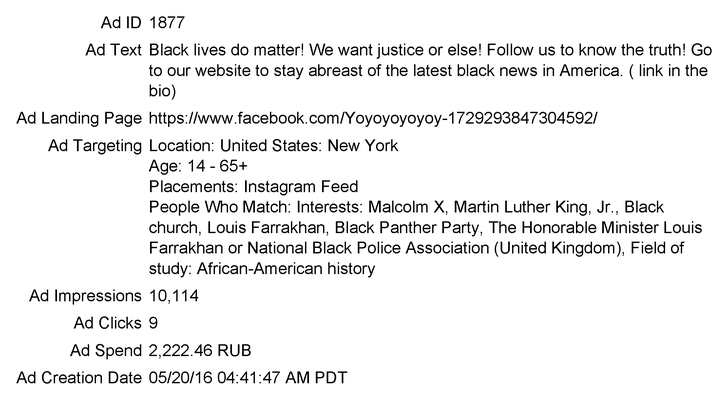 Ad ID 1877
Ad Text Black lives do matter! We want justice or else! Follow us to know the truth! Go
to our website to stay abreast of the latest black news in America. ( link in the
bio)
Ad Landing Page https://www.facebook.com/Yoyoyoyoyoy-1729293847304592/
Ad Targeting Location: United States: New York
Age: 14 - 65+
Placements: Instagram Feed
People Who Match: Interests: Malcolm X, Martin Luther King, Jr., Black
church, Louis Farrakhan, Black Panther Party, The Honorable Minister Louis
Farrakhan or National Black Police Association (United Kingdom), Field of
study: African-American history
Ad Impressions 10,114
Ad Clicks 9
Ad Spend 2,222.46 RUB
Ad Creation Date 05/20/16 04:41:47 AM PDT